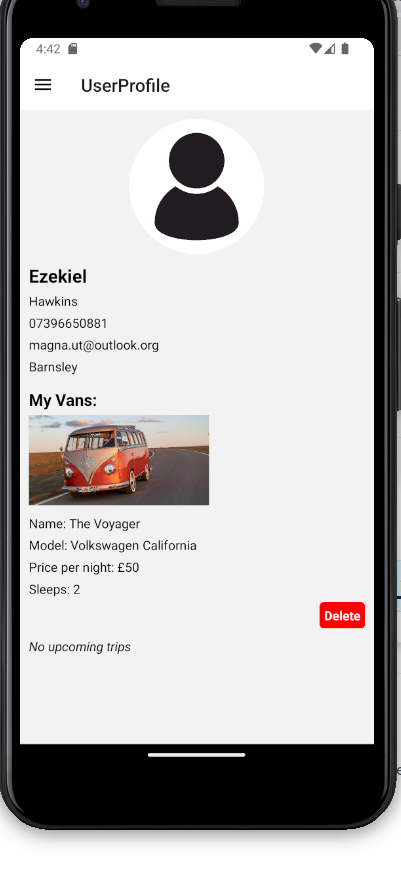 4:42
UserProfile
Ezekiel
Hawkins
07396650881
magna.ut@outlook.org
Barnsley
My Vans:
Name: The Voyager
Model: Volkswagen California
Price per night: £50
Sleeps: 2
Delete
No upcoming trips